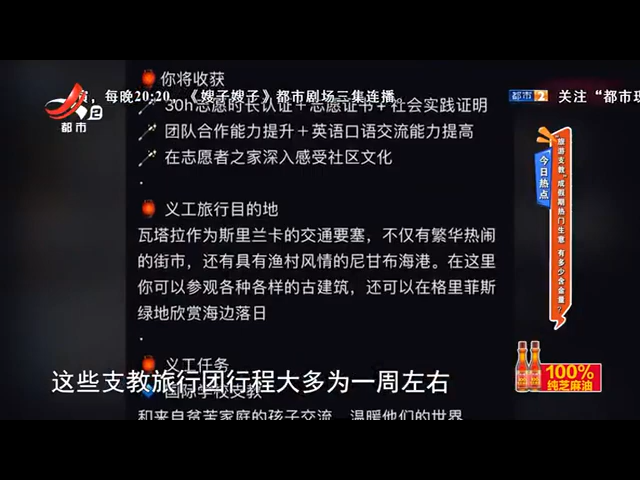 你将收获
演，每晚20:20，《嫂子嫂子》都市剧场三集连播。
都市2
关注“都市现
30h志愿时长认证＋志愿证书＋社会实践证明
2
都市
团队合作能力提升＋英语口语交流能力提高
在志愿者之家深入感受社区文化
今日热点
“旅游支教”成假期热门生意 有多少含金量？
义工旅行目的地
瓦塔拉作为斯里兰卡的交通要塞，不仅有繁华热闹
的街市，还有具有渔村风情的尼甘布海港。在这里
你可以参观各种各样的古建筑，还可以在格里菲斯
绿地欣赏海边落日
义工任务
100%
纯芝麻油
这些支教旅行团行程大多为一周左右
国际学校支教
和来自贫苦家庭的孩子交流，温暖他们的世界